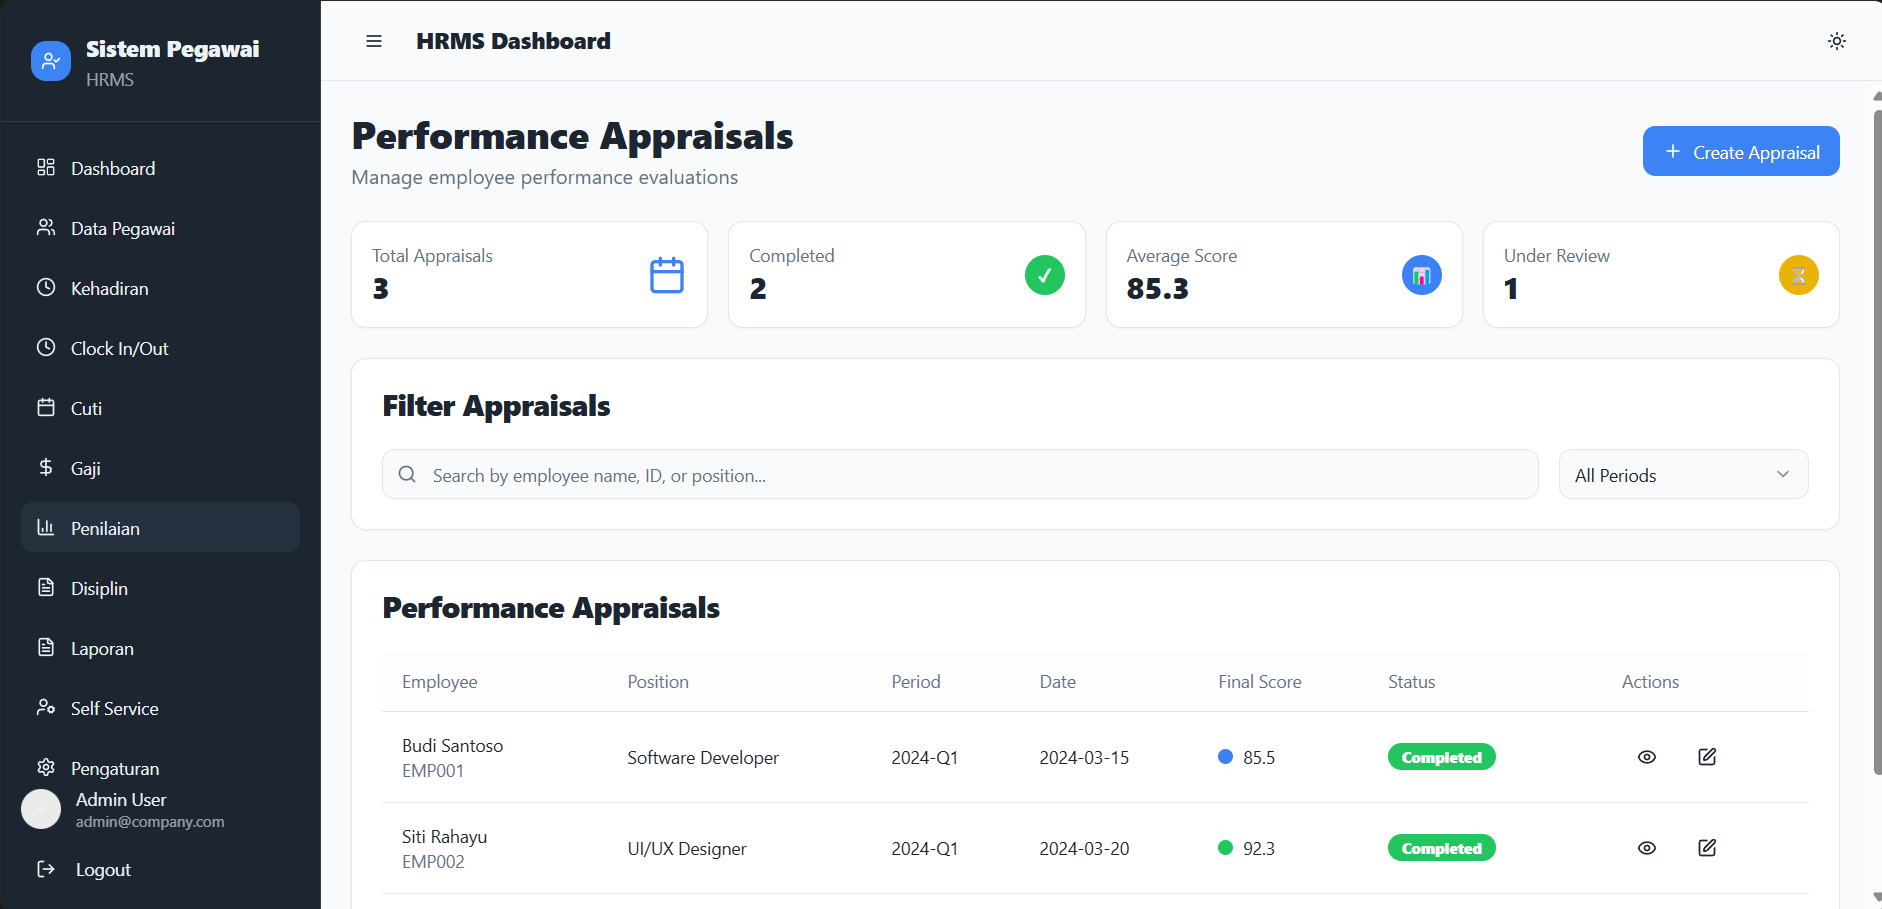 Sistem Pegawai
HRMS
Dashboard
Data Pegawai
Kehadiran
Clock In/Out
Cuti
Gaji
Penilaian
Disiplin
Laporan
Self Service
Pengaturan
Admin User
admin@company.com
Logout
HRMS Dashboard
Performance Appraisals
Manage employee performance evaluations
+ Create Appraisal
Total Appraisals
3
Completed
2
Average Score
85.3
Under Review
1
Filter Appraisals
Search by employee name, ID, or position...
All Periods
Performance Appraisals
Employee Position Period Date Final Score Status Actions
Budi Santoso
EMP001
Software Developer 2024-Q1 2024-03-15 85.5 Completed
Siti Rahayu
EMP002
UI/UX Designer 2024-Q1 2024-03-20 92.3 Completed